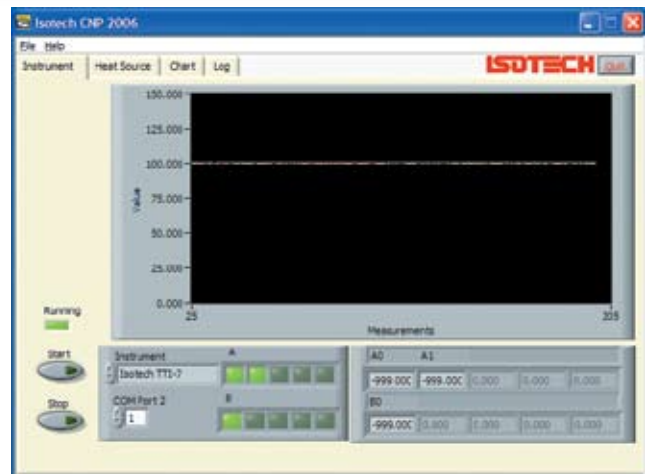 Isotech CNP 2006
File Help
Instrument Heat Source Chart Log
ISOTECH Quit
150.000
125.000
100.000
75.000
50.000
25.000
0.000
Value
25 205
Measurements
Running
Start
Stop
Instrument
Isotech TTI-7
COM Port 2
1
A
B
A0 A1
-999.00C -999.00C 0.000 0.000 0.000
B0
-999.00C 0.000 0.000 0.000 0.000